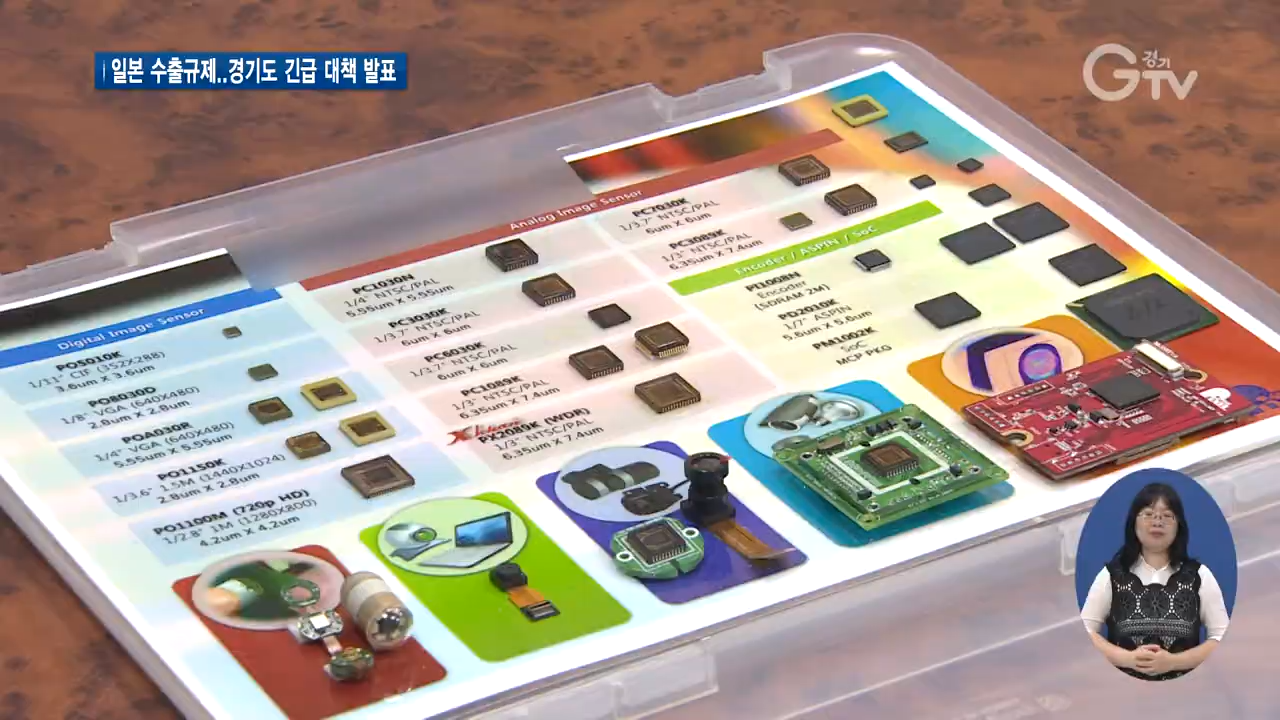 일본 수출규제..경기도 긴급 대책 발표
경기
GTV
Digital Image Sensor
PO5010K
1/11" CIF (352X288)
3.6um X 3.6um
PO8030D
1/8" VGA (640X480)
2.8um X 2.8um
POA030R
1/4" VGA (640X480)
5.55um X 5.55um
PO1150K
1/3.6" 1.5M (1440X1024)
2.8um X 2.8um
PO1100M (720p HD)
1/2.8" 1M (1280X800)
4.2um X 4.2um
Analog Image Sensor
PC1030N
1/4" NTSC/PAL
5.55um X 5.55um
PC3030K
1/3.7" NTSC/PAL
6um X 6um
PC6030K
1/3.7" NTSC/PAL
6um X 6um
PC1089K
1/3" NTSC/PAL
6.35um X 7.4um
PX2089K (WDR)
1/3" NTSC/PAL
6.35um X 7.4um
PC7030K
1/3.7" NTSC/PAL
6um X 6um
PC3089K
1/3" NTSC/PAL
6.35um X 7.4um
Encoder / ASPIN / SoC
PI1008N
Encoder
(SDRAM 2M)
PD2010K
1/7" ASPIN
5.6um X 5.6um
PM1002K
SoC
MCP PKG